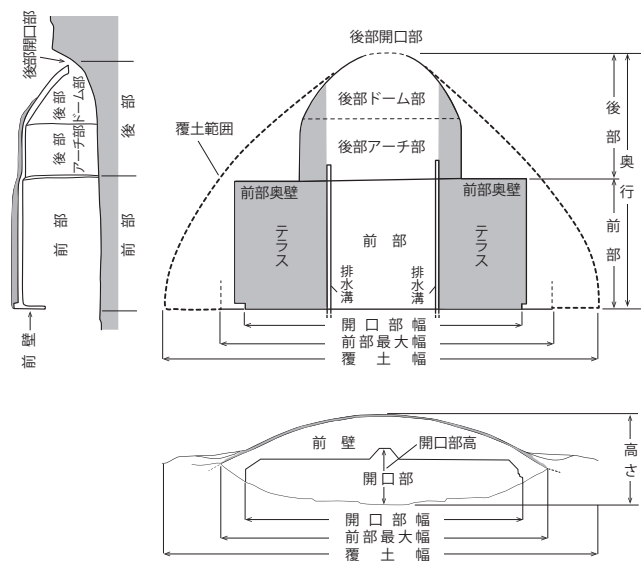 後部開口部
後部
ドーム部
後部
アーチ部
後部
前部
前部
前壁
後部開口部
後部ドーム部
覆土範囲
後部アーチ部
前部奥壁
前部奥壁
テラス
前部
テラス
排水溝
排水溝
後部
奥行
前部
開口部幅
前部最大幅
覆土幅
前壁
開口部高
開口部
高さ
開口部幅
前部最大幅
覆土幅